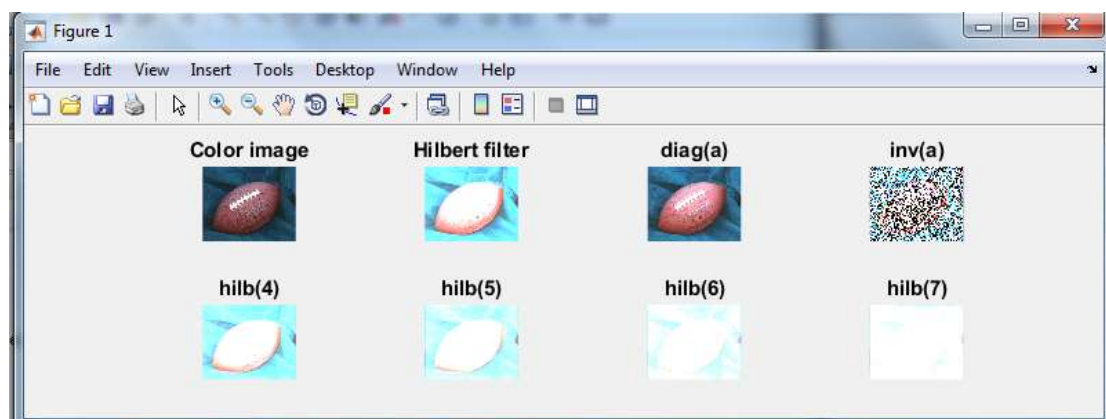 Figure 1
File Edit View Insert Tools Desktop Window Help
Color image Hilbert filter diag(a) inv(a)
hilb(4) hilb(5) hilb(6) hilb(7)